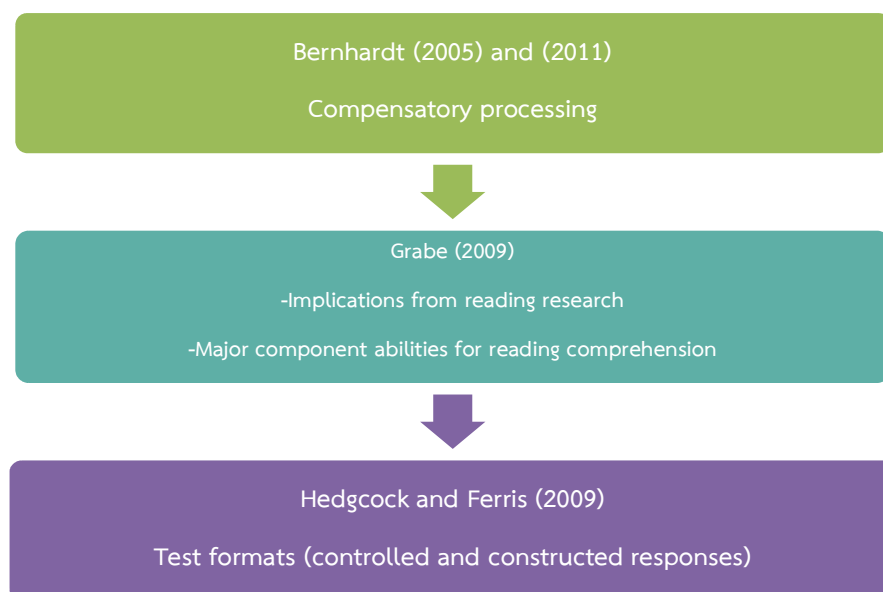 Bernhardt (2005) and (2011)
Compensatory processing
Grabe (2009)
-Implications from reading research
-Major component abilities for reading comprehension
Hedgcock and Ferris (2009)
Test formats (controlled and constructed responses)